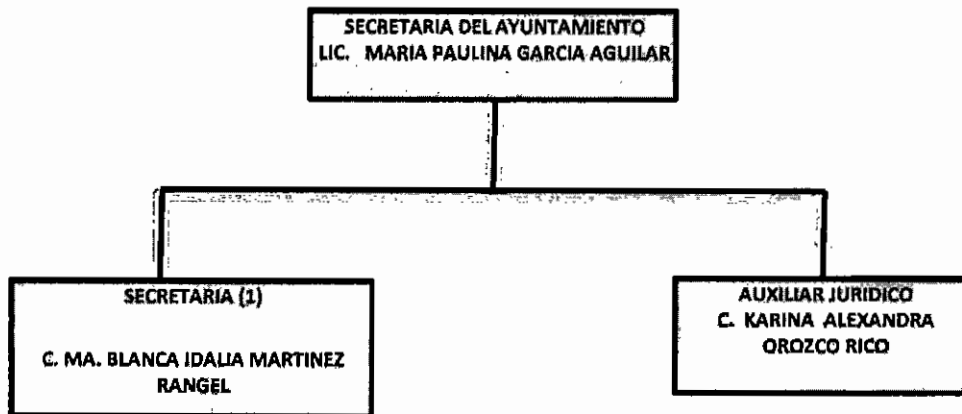 SECRETARIA DEL AYUNTAMIENTO
LIC. MARIA PAULINA GARCIA AGUILAR
SECRETARIA (1)
C. MA. BLANCA IDALIA MARTINEZ
RANGEL
AUXILIAR JURIDICO
C. KARINA ALEXANDRA
OROZCO RICO